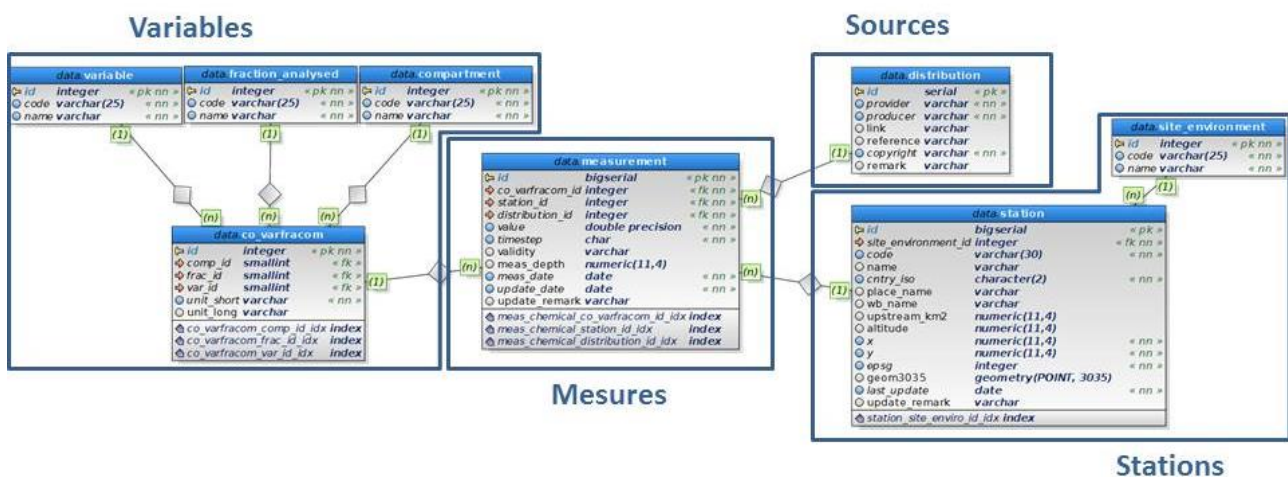 Variables
Sources
data.variable
id integer « pk nn »
code varchar(25) « nn »
name varchar « nn »
data.fraction_analysed
id integer « pk nn »
code varchar(25) « nn »
name varchar « nn »
data.compartment
id integer « pk nn »
code varchar(25) « nn »
name varchar « nn »
(1)
(1)
(1)
(n)
(n)
(n)
data.co_varfracom
id integer « pk nn »
comp_id smallint « fk »
frac_id smallint « fk »
var_id smallint « fk »
unit_short varchar « nn »
unit_long varchar
co_varfracom_comp_id_idx index
co_varfracom_frac_id_idx index
co_varfracom_var_id_idx index
(1)
(n)
data.measurement
id bigserial « pk nn »
co_varfracom_id integer « fk nn »
station_id integer « fk nn »
distribution_id integer « fk nn »
value double precision « nn »
timestep char « nn »
validity varchar
meas_depth numeric(11,4)
meas_date date « nn »
update_date date « nn »
update_remark varchar
meas_chemical_co_varfracom_id_idx index
meas_chemical_station_id_idx index
meas_chemical_distribution_id_idx index
(n)
(1)
(n)
(1)
data.distribution
id serial « pk »
provider varchar « nn »
producer varchar « nn »
link varchar
reference varchar
copyright varchar « nn »
remark varchar
data.site_environment
id integer « pk nn »
code varchar(25) « nn »
name varchar « nn »
(1)
(n)
data.station
id bigserial « pk »
site_environment_id integer « fk nn »
code varchar(30) « nn »
name varchar
cntry_iso character(2) « nn »
place_name varchar
wb_name varchar
upstream_km2 numeric(11,4)
altitude numeric(11,4)
x numeric(11,4) « nn »
y numeric(11,4) « nn »
epsg integer « nn »
geom3035 geometry(POINT, 3035)
last_update date « nn »
update_remark varchar
station_site_enviro_id_idx index
Mesures
Stations